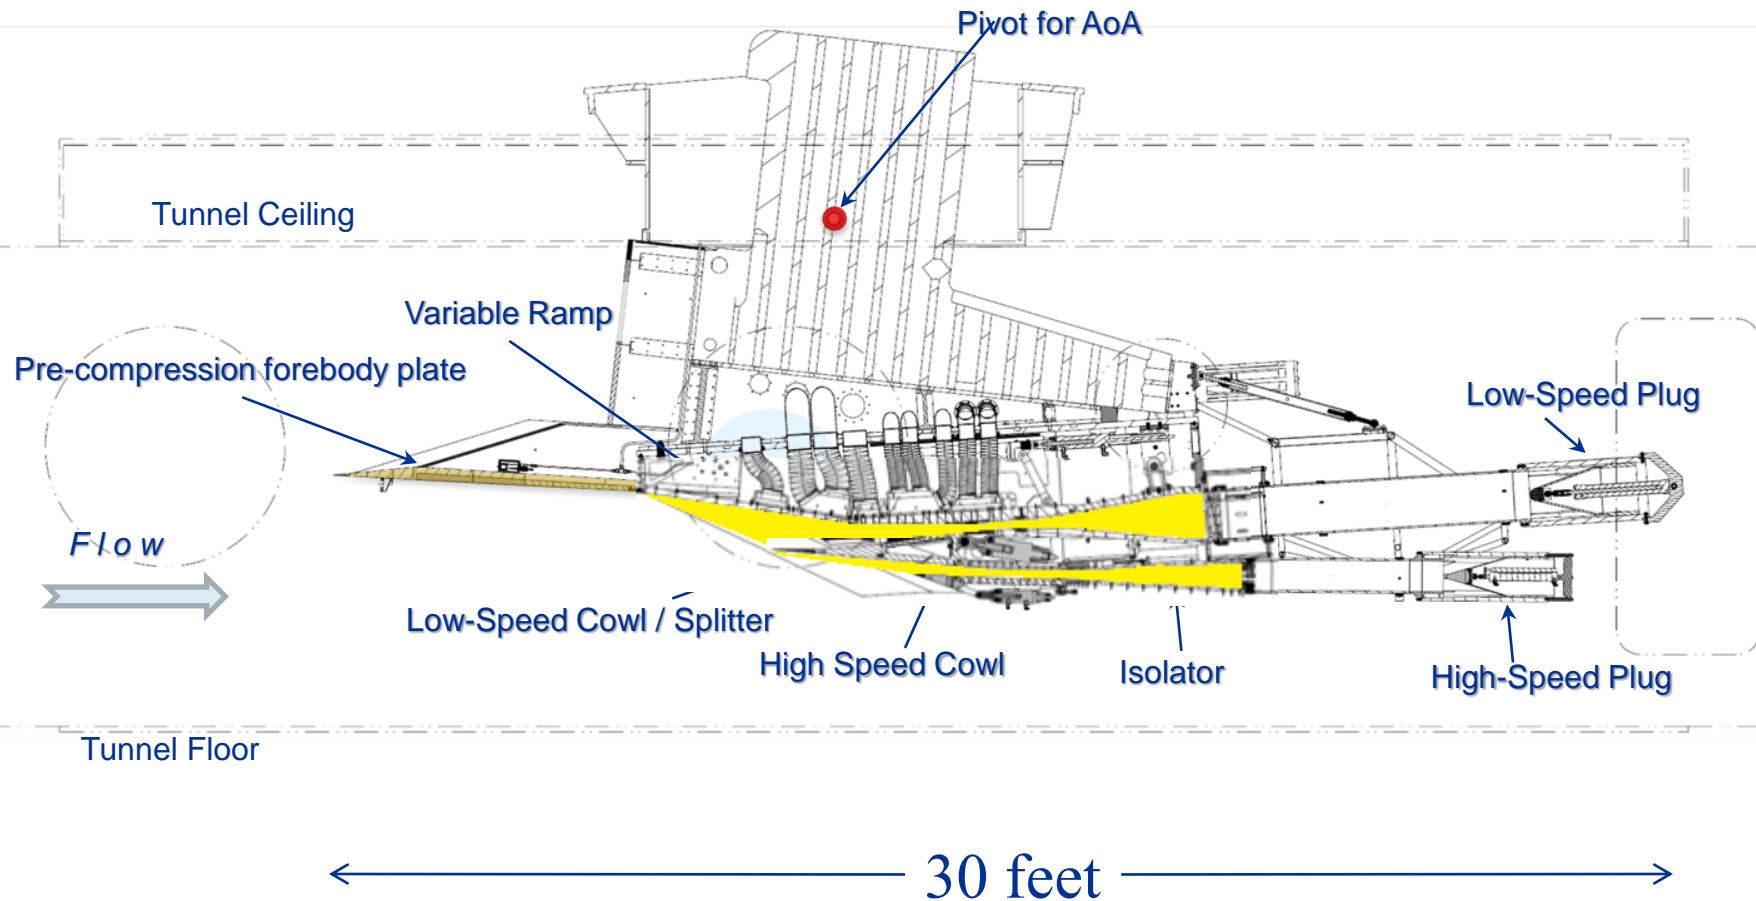 Pivot for AoA
Tunnel Ceiling
Variable Ramp
Pre-compression forebody plate
Low-Speed Plug
Flow
Low-Speed Cowl / Splitter
High Speed Cowl
Isolator
High-Speed Plug
Tunnel Floor
30 feet